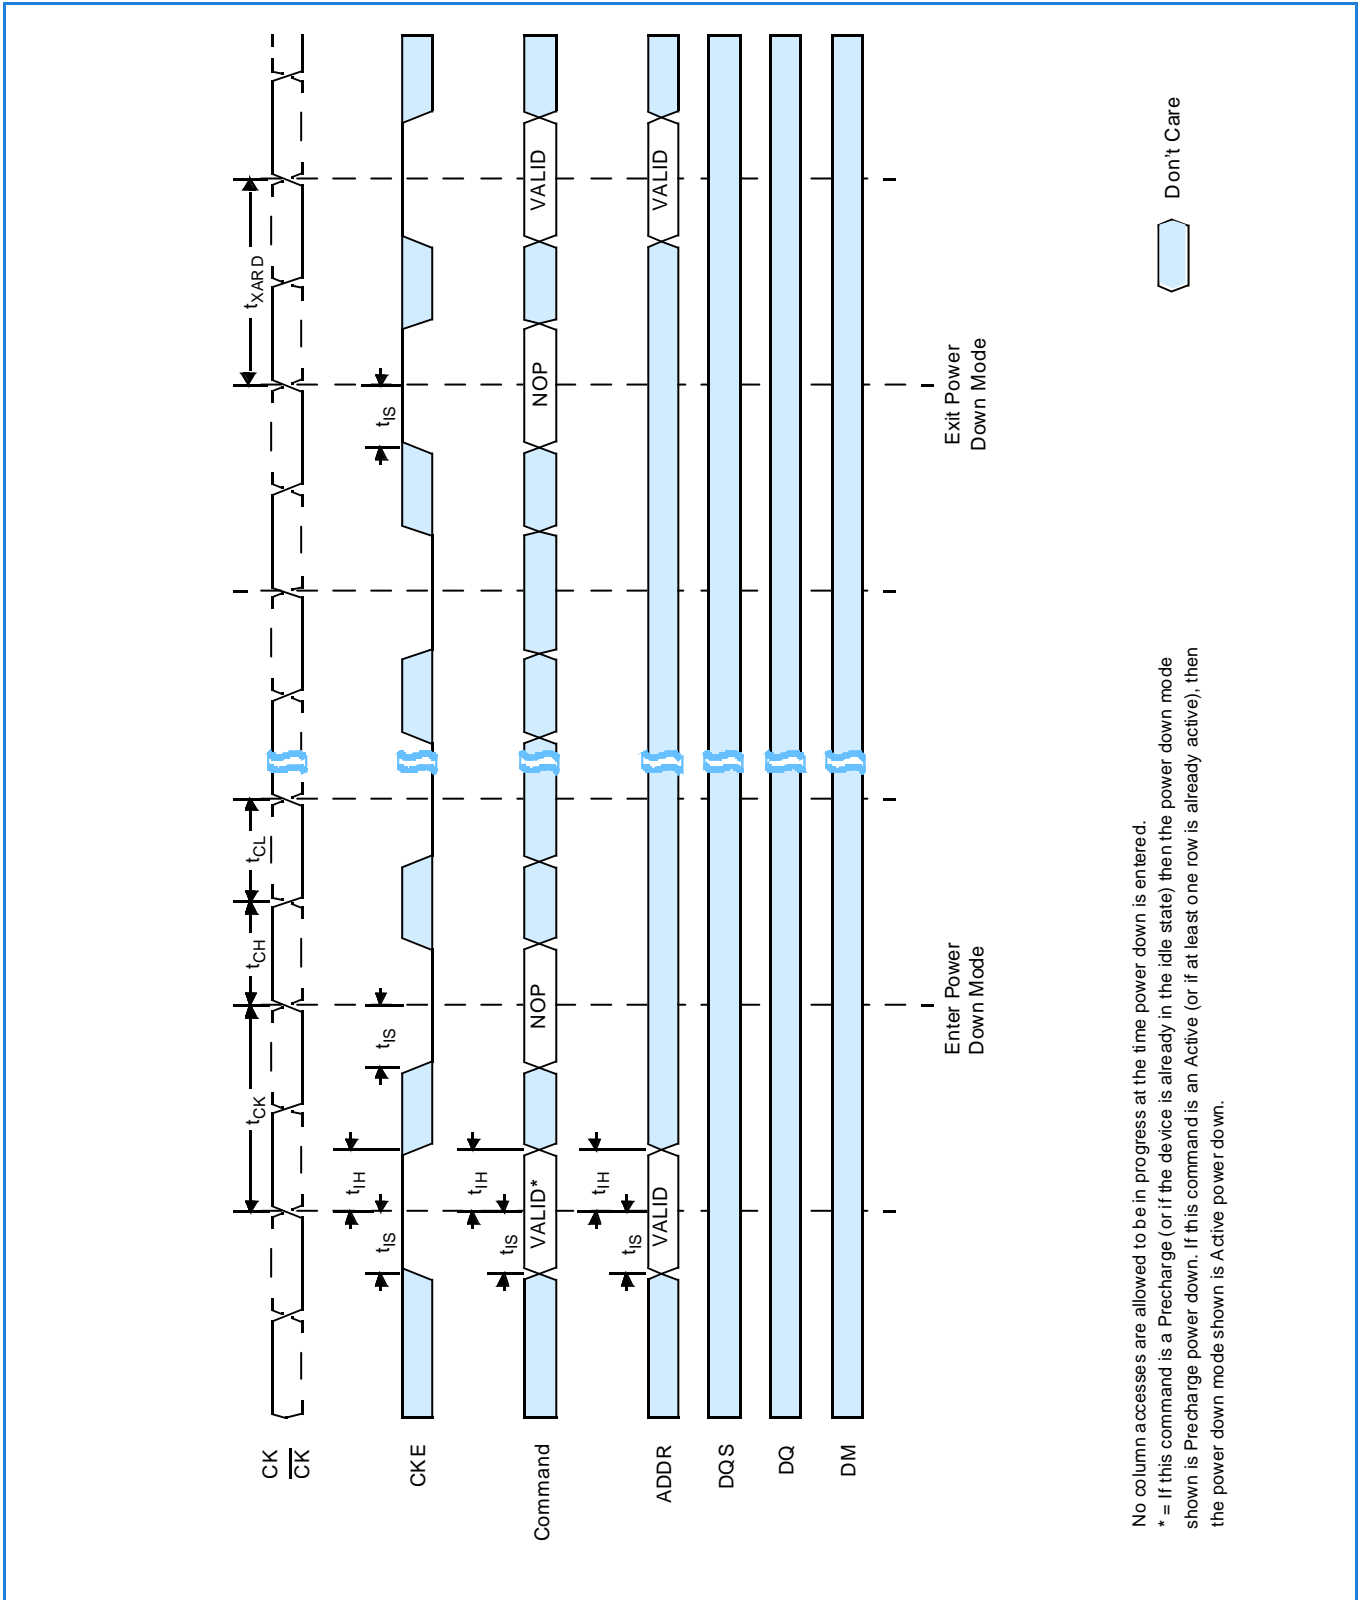 tCK
tCH
tCL
tXARD
CK
CK
tIS
tIH
tIS
tIS
CKE
tIS
tIH
Command
VALID*
NOP
NOP
VALID
tIS
tIH
ADDR
VALID
VALID
DQS
DQ
DM
Enter Power
Down Mode
Exit Power
Down Mode
No column accesses are allowed to be in progress at the time power down is entered.
* = If this command is a Precharge (or if the device is already in the idle state) then the power down mode
shown is Precharge power down. If this command is an Active (or if at least one row is already active), then
the power down mode shown is Active power down.
Don't Care